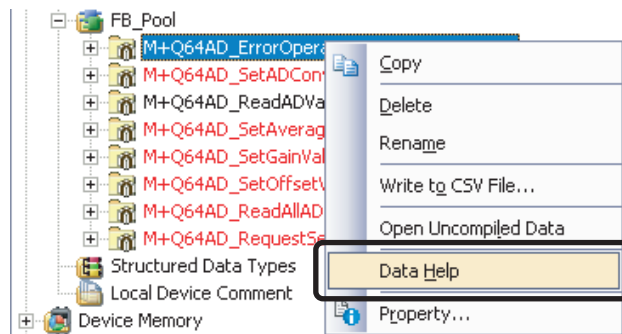 FB_Pool
M+Q64AD_ErrorOpera
M+Q64AD_SetADCon
M+Q64AD_ReadADVa
M+Q64AD_SetAverag
M+Q64AD_SetGainVal
M+Q64AD_SetOffset
M+Q64AD_ReadAllAD
M+Q64AD_RequestSe
Structured Data Types
Local Device Comment
Device Memory
Copy
Delete
Rename
Write to CSV File...
Open Uncompiled Data
Data Help
Property...